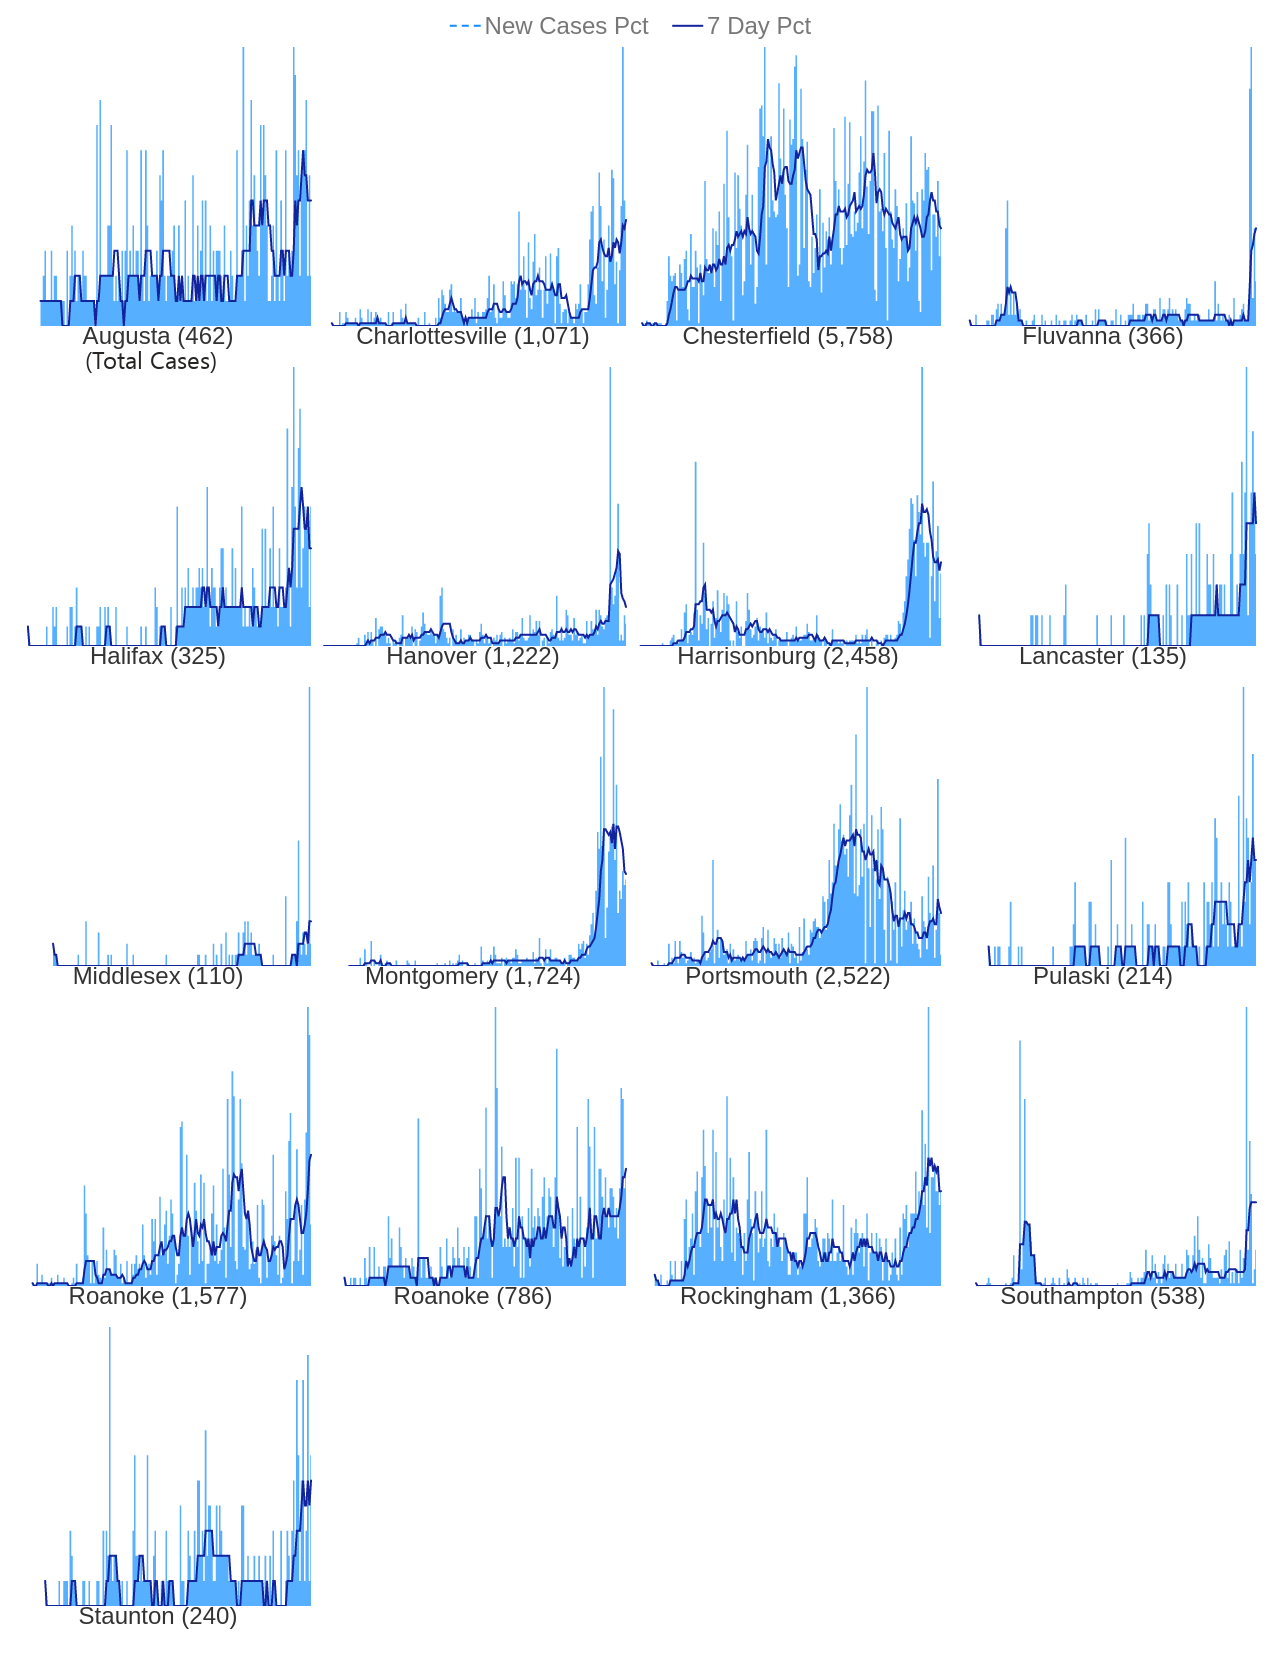 New Cases Pct 7 Day Pct
Augusta (462)
(Total Cases)
Charlottesville (1,071)
Chesterfield (5,758)
Fluvanna (366)
Halifax (325)
Hanover (1,222)
Harrisonburg (2,458)
Lancaster (135)
Middlesex (110)
Montgomery (1,724)
Portsmouth (2,522)
Pulaski (214)
Roanoke (1,577)
Roanoke (786)
Rockingham (1,366)
Southampton (538)
Staunton (240)